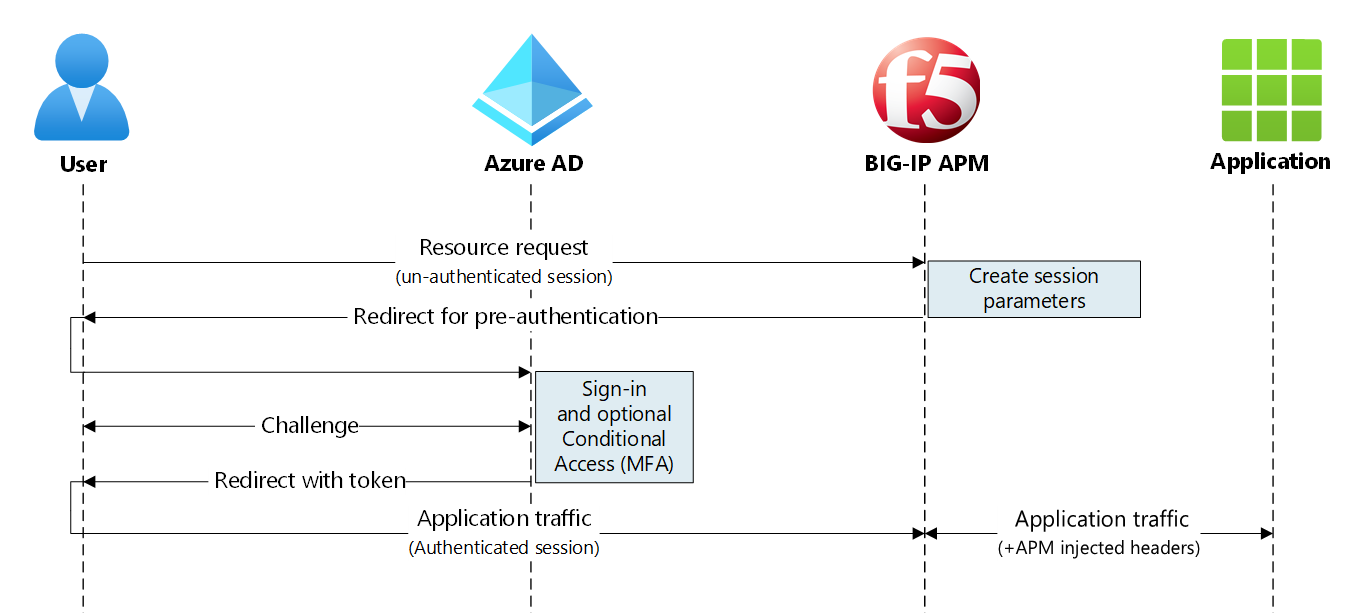 f5
User
Azure AD
BIG-IP APM
Application
Resource request
(un-authenticated session)
Create session
parameters
Redirect for pre-authentication
Sign-in
and optional
Conditional
Access (MFA)
Challenge
Redirect with token
Application traffic
(Authenticated session)
Application traffic
(+APM injected headers)